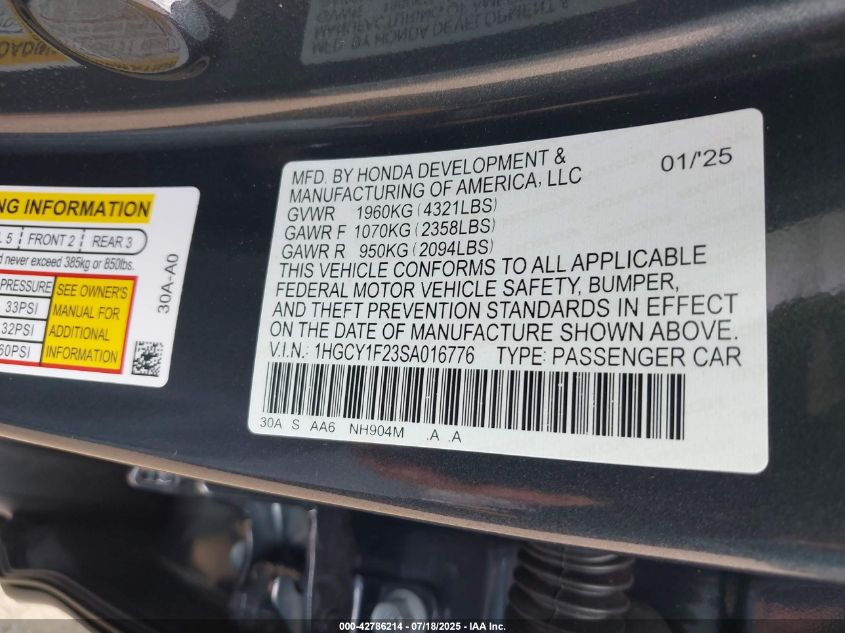 MFD. BY HONDA DEVELOPMENT &
MANUFACTURING OF AMERICA, LLC
01/'25
GVWR 1960KG (4321LBS)
GAWR F 1070KG (2358LBS)
GAWR R 950KG (2094LBS)
THIS VEHICLE CONFORMS TO ALL APPLICABLE
FEDERAL MOTOR VEHICLE SAFETY, BUMPER,
AND THEFT PREVENTION STANDARDS IN EFFECT
ON THE DATE OF MANUFACTURE SHOWN ABOVE.
V.I.N.: 1HGCY1F23SA016776 TYPE: PASSENGER CAR
30A S AA6 NH904M .A .A
NG INFORMATION
L 5 FRONT 2 REAR 3
d never exceed 385kg or 850lbs.
PRESSURE
33PSI
32PSI
60PSI
SEE OWNER'S
MANUAL FOR
ADDITIONAL
INFORMATION
30A-A0
000-42786214 - 07/18/2025 - IAA Inc.